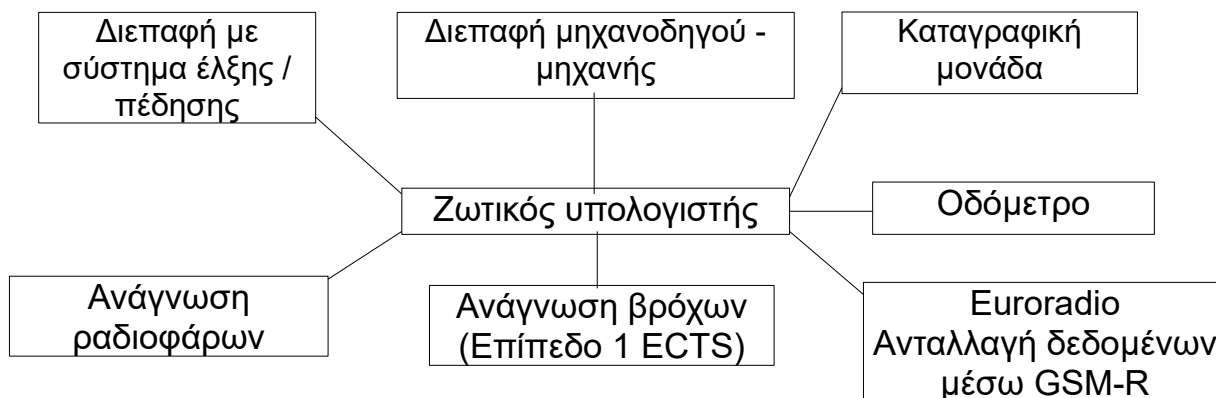 Διεπαφή με
σύστημα έλξης /
πέδησης
Διεπαφή μηχανοδηγού -
μηχανής
Καταγραφική
μονάδα
Ζωτικός υπολογιστής
Οδόμετρο
Ανάγνωση
ραδιοφάρων
Ανάγνωση βρόχων
(Επίπεδο 1 ECTS)
Euroradio
Ανταλλαγή δεδομένων
μέσω GSM-R